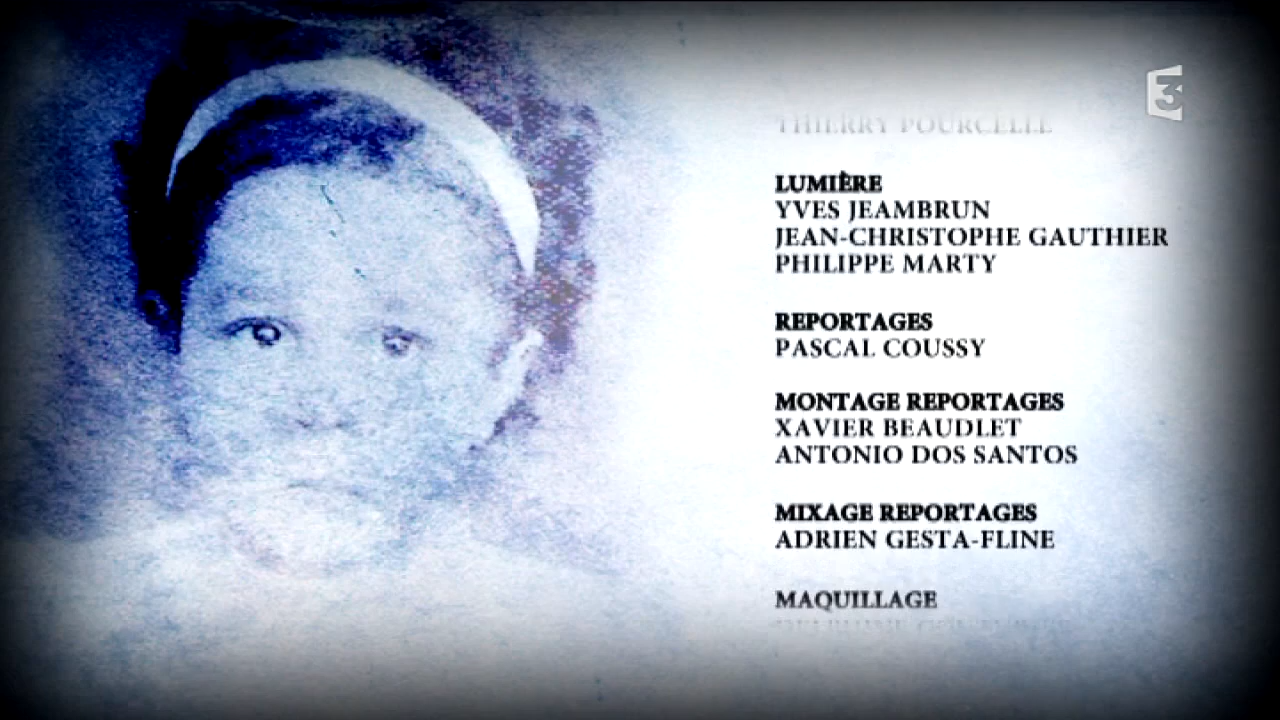 3
THIERRY POURCELLE
LUMIÈRE
YVES JEAMBRUN
JEAN-CHRISTOPHE GAUTHIER
PHILIPPE MARTY
REPORTAGES
PASCAL COUSSY
MONTAGE REPORTAGES
XAVIER BEAUDLET
ANTONIO DOS SANTOS
MIXAGE REPORTAGES
ADRIEN GESTA-FLINE
MAQUILLAGE